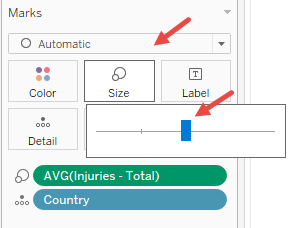 Marks
Automatic
Color
Size
Label
Detail
AVG(Injuries - Total)
Country